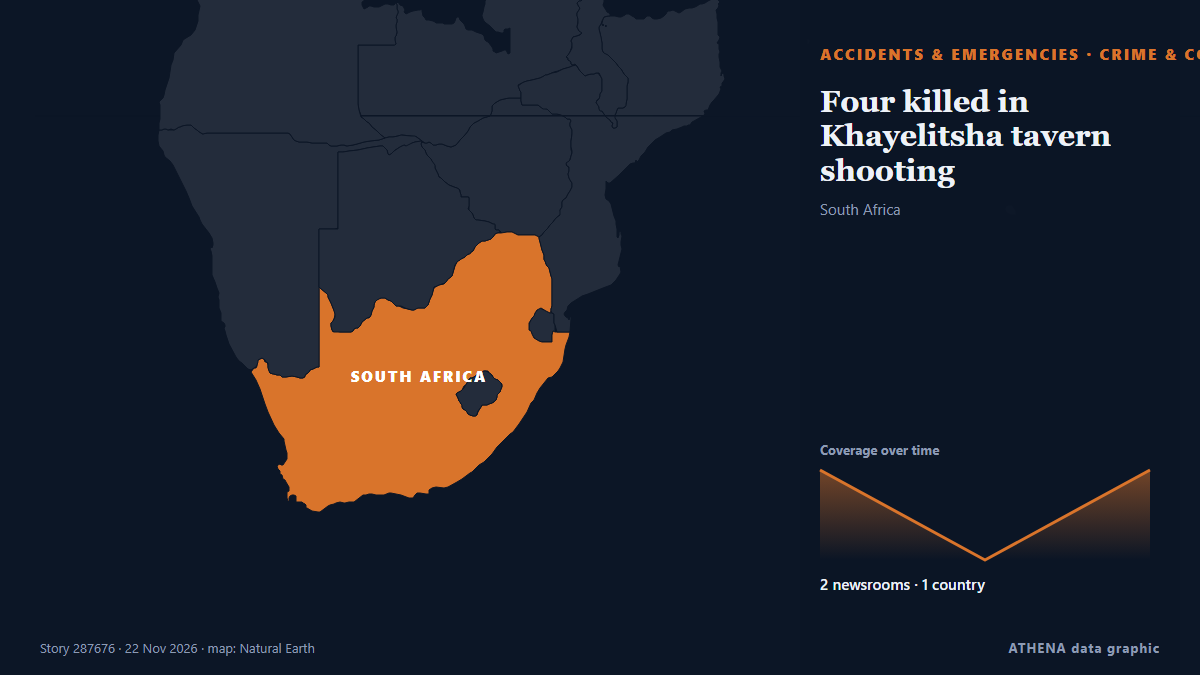 ACCIDENTS & EMERGENCIES · CRIME &
Four killed in
Khayelitsha tavern
shooting
South Africa
SOUTH AFRICA
Coverage over time
2 newsrooms · 1 country
Story 287676 · 22 Nov 2026 · map: Natural Earth
ATHENA data graphic